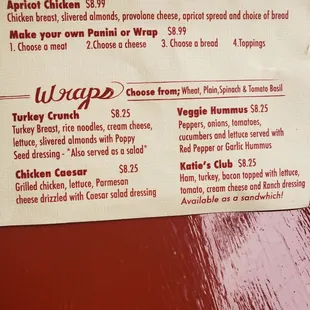 Apricot Chicken $8.99
Chicken breast, slivered almonds, provolone cheese, apricot spread and choice of bread
Make your own Panini or Wrap $8.99
1. Choose a meat 2.Choose a cheese 3. Choose a bread 4.Toppings
Wraps Choose from; Wheat, Plain,Spinach & Tomato Basil
Turkey Crunch $8.25
Turkey Breast, rice noodles, cream cheese,
lettuce, slivered almonds with Poppy
Seed dressing - "Also served as a salad"
Chicken Caesar $8.25
Grilled chicken, lettuce, Parmesan
cheese drizzled with Caesar salad dressing
Veggie Hummus $8.25
Peppers, onions, tomatoes,
cucumbers and lettuce served with
Red Pepper or Garlic Hummus
Katie's Club $8.25
Ham, turkey, bacon topped with lettuce,
tomato, cream cheese and Ranch dressing
Available as a sandwhich!